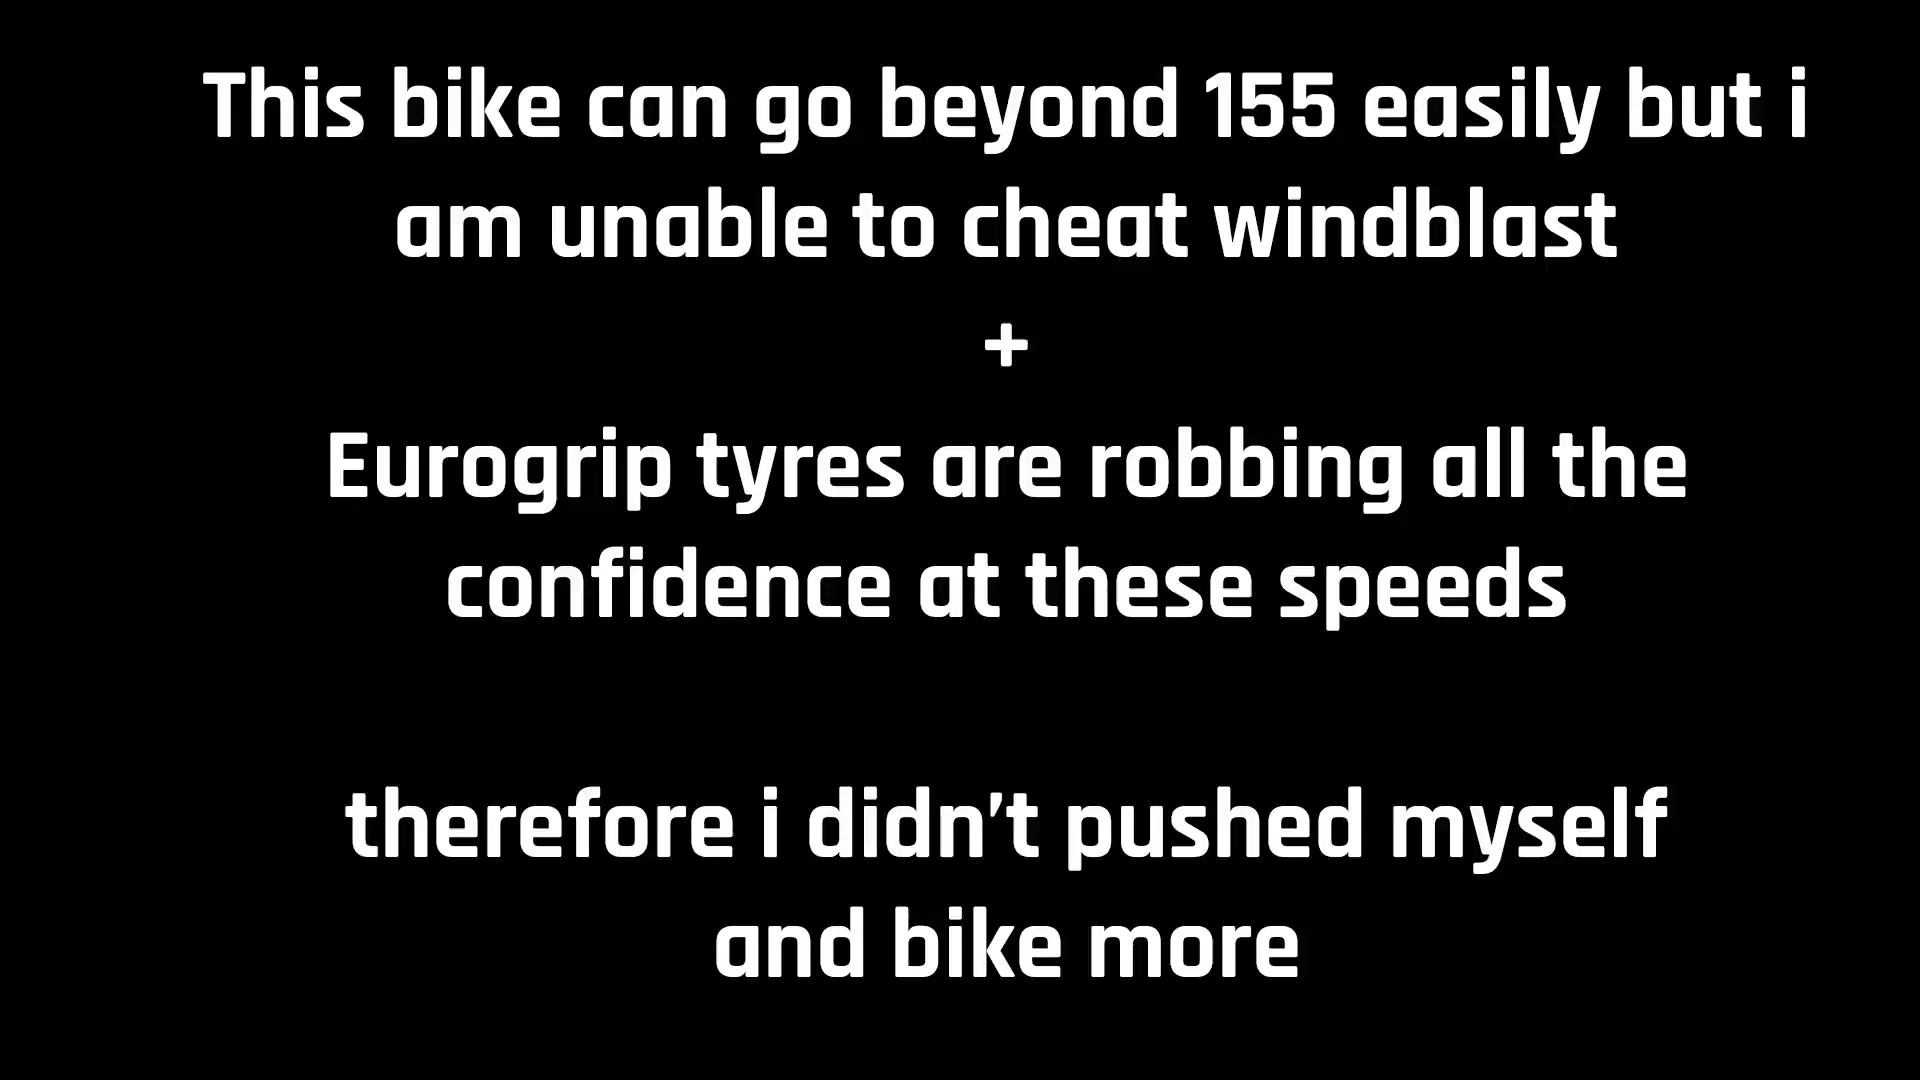 This bike can go beyond 155 easily but i
am unable to cheat windblast
+
Eurogrip tyres are robbing all the
confidence at these speeds
therefore i didn’t pushed myself
and bike more